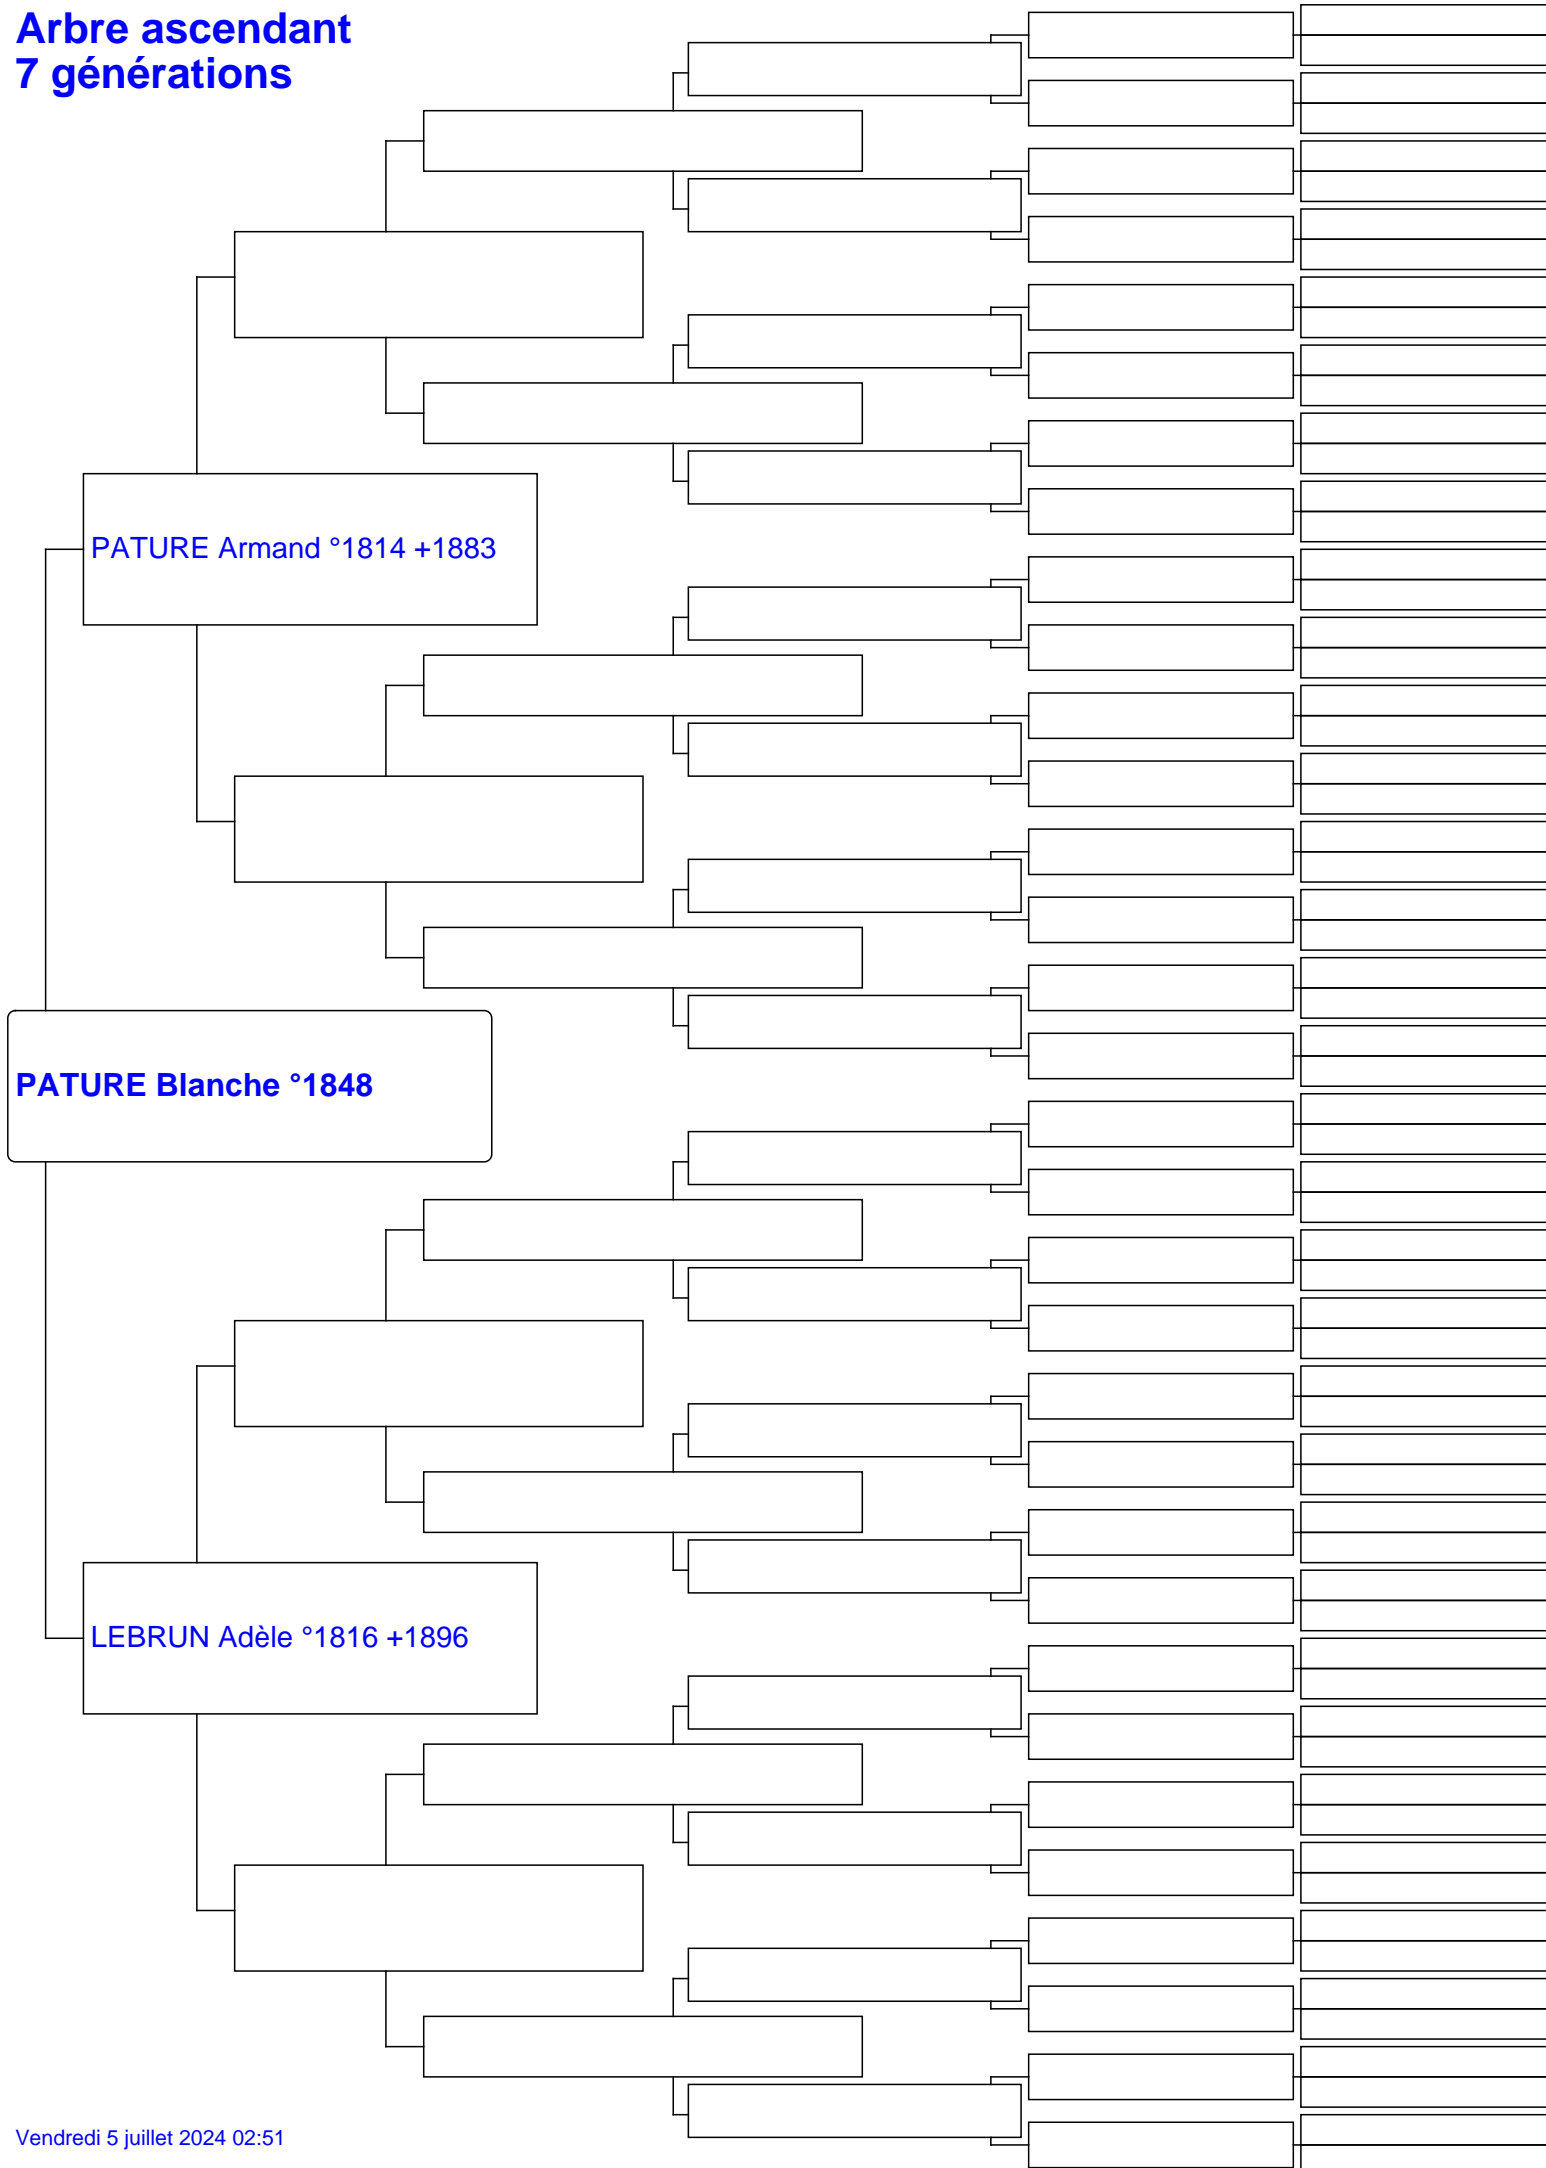 Arbre ascendant
7 générations
PATURE Armand °1814 +1883
PATURE Blanche °1848
LEBRUN Adèle °1816 +1896
Vendredi 5 juillet 2024 02:51